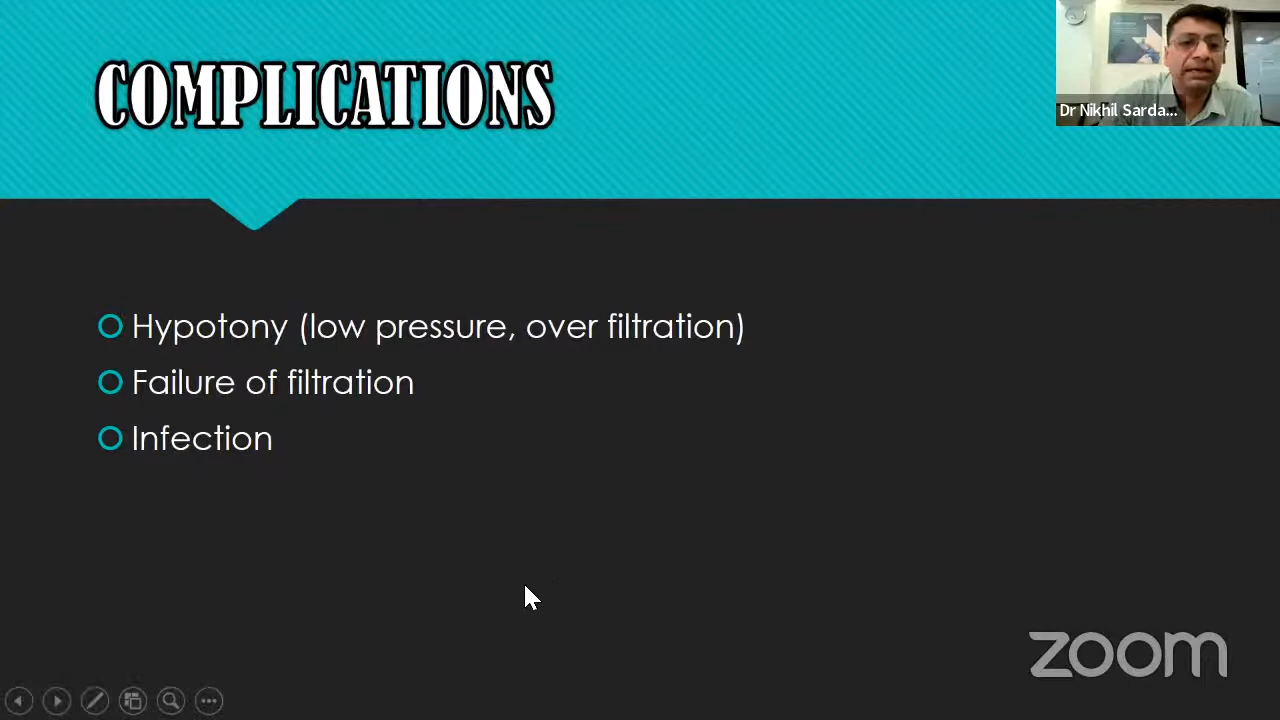 COMPLICATIONS
Dr Nikhil Sarda...
Hypotony (low pressure, over filtration)
Failure of filtration
Infection
zoom